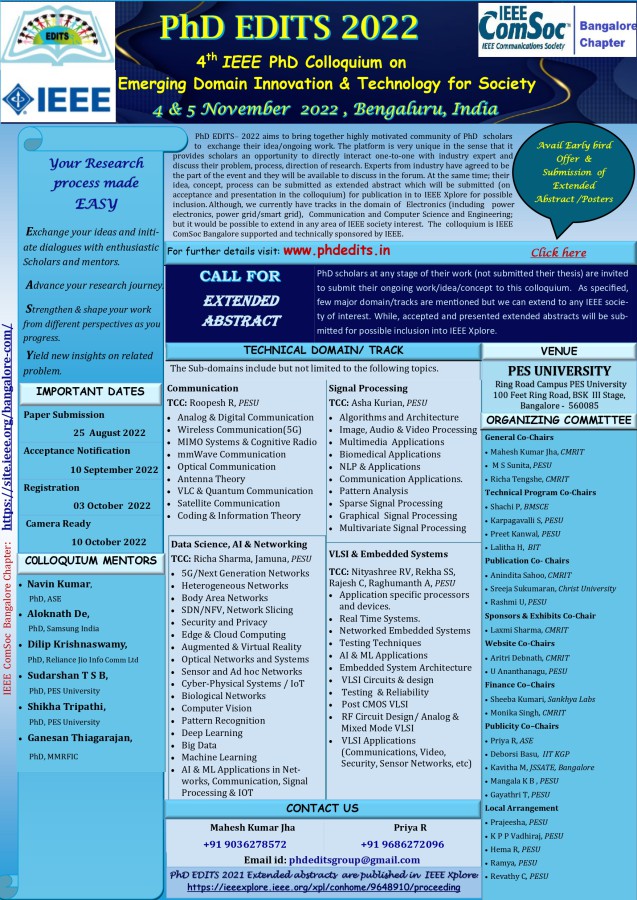 EDITS
IEEE
PhD EDITS 2022
4th IEEE PhD Colloquium on
Emerging Domain Innovation & Technology for Society
4 & 5 November 2022 , Bengaluru, India
IEEE
ComSoc
IEEE Communications Society
Bangalore
Chapter
Your Research
process made
EASY
Exchange your ideas and initi-
ate dialogues with enthusiastic
Scholars and mentors.
Advance your research journey.
Strengthen & shape your work
from different perspectives as you
progress.
Yield new insights on related
problem.
PhD EDITS– 2022 aims to bring together highly motivated community of PhD scholars
to exchange their idea/ongoing work. The platform is very unique in the sense that it
provides scholars an opportunity to directly interact one-to-one with industry expert and
discuss their problem, process, direction of research. Experts from industry have agreed to be
the part of the event and they will be available to discuss in the forum. At the same time; their
idea, concept, process can be submitted as extended abstract which will be submitted (on
acceptance and presentation in the colloquium) for publication in to IEEE Xplore for possible
inclusion.Although, we currently have tracks in the domain of Electronics (including power
electronics, power grid/smart grid), Communication and Computer Science and Engineering;
but it would be possible to extend in any area of IEEE society interest. The colloquium is IEEE
ComSoc Bangalore supported and technically sponsored by IEEE.
Avail Early bird
Offer &
Submission of
Extended
Abstract /Posters
For further details visit: www.phdedits.in
Click here
CALL FOR
EXTENDED
ABSTRACT
PhD scholars at any stage of their work (not submitted their thesis) are invited
to submit their ongoing work/idea/concept to this colloquium. As specified,
few major domain/tracks are mentioned but we can extend to any IEEE socie-
ty of interest. While, accepted and presented extended abstracts will be sub-
mitted for possible inclusion into IEEE Xplore.
IEEE ComSoc Bangalore Chapter: https://site.ieee.org/bangalore-com/
IMPORTANT DATES
Paper Submission
25 August 2022
Acceptance Notification
10 September 2022
Registration
03 October 2022
Camera Ready
10 October 2022
COLLOQUIUM MENTORS
• Navin Kumar,
PhD, ASE
• Aloknath De,
PhD, Samsung India
• Dilip Krishnaswamy,
PhD, Reliance Jio Info Comm Ltd
• Sudarshan T S B,
PhD, PES University
• Shikha Tripathi,
PhD, PES University
• Ganesan Thiagarajan,
PhD, MMRFIC
TECHNICAL DOMAIN/ TRACK
The Sub-domains include but not limited to the following topics.
Communication
TCC: Roopesh R, PESU
• Analog & Digital Communication
• Wireless Communication(5G)
• MIMO Systems & Cognitive Radio
• mmWave Communication
• Optical Communication
• Antenna Theory
• VLC & Quantum Communication
• Satellite Communication
• Coding & Information Theory
Signal Processing
TCC: Asha Kurian, PESU
• Algorithms and Architecture
• Image, Audio & Video Processing
• Multimedia Applications
• Biomedical Applications
• NLP & Applications
• Communication Applications.
• Pattern Analysis
• Sparse Signal Processing
• Graphical Signal Processing
• Multivariate Signal Processing
Data Science, AI & Networking
TCC: Richa Sharma, Jamuna, PESU
• 5G/Next Generation Networks
• Heterogeneous Networks
• Body Area Networks
• SDN/NFV, Network Slicing
• Security and Privacy
• Edge & Cloud Computing
• Augmented & Virtual Reality
• Optical Networks and Systems
• Sensor and Ad hoc Networks
• Cyber-Physical Systems / IoT
• Biological Networks
• Computer Vision
• Pattern Recognition
• Deep Learning
• Big Data
• Machine Learning
• AI & ML Applications in Net-
works, Communication, Signal
Processing & IOT
VLSI & Embedded Systems
TCC: Nityashree RV, Rekha SS,
Rajesh C, Raghumanth A, PESU
• Application specific processors
and devices.
• Real Time Systems.
• Networked Embedded Systems
• Testing Techniques
• AI & ML Applications
• Embedded System Architecture
• VLSI Circuits & design
• Testing & Reliability
• Post CMOS VLSI
• RF Circuit Design/ Analog &
Mixed Mode VLSI
• VLSI Applications
(Communications, Video,
Security, Sensor Networks, etc)
VENUE
PES UNIVERSITY
Ring Road Campus PES University
100 Feet Ring Road, BSK III Stage,
Bangalore - 560085
ORGANIZING COMMITTEE
General Co-Chairs
• Mahesh Kumar Jha, CMRIT
• M S Sunita, PESU
• Richa Tengshe, CMRIT
Technical Program Co-Chairs
• Shachi P, BMSCE
• Karpagavalli S, PESU
• Preet Kanwal, PESU
• Lalitha H, BIT
Publication Co- Chairs
• Anindita Sahoo, CMRIT
• Sreeja Sukumaran, Christ University
• Rashmi U, PESU
Sponsors & Exhibits Co-Chair
• Laxmi Sharma, CMRIT
Website Co-Chairs
• Aritri Debnath, CMRIT
• U Ananthanagu, PESU
Finance Co–Chairs
• Sheeba Kumari, Sankhya Labs
• Monika Singh, CMRIT
Publicity Co–Chairs
• Priya R, ASE
• Deborsi Basu, IIT KGP
• Kavitha M, JSSATE, Bangalore
• Mangala K B , PESU
• Gayathri T, PESU
Local Arrangement
• Prajeesha, PESU
• K P P Vadhiraj, PESU
• Hema R, PESU
• Ramya, PESU
• Revathy C, PESU
CONTACT US
Mahesh Kumar Jha
Priya R
+91 9036278572
+91 9686272096
Email id: phdeditsgroup@gmail.com
PhD EDITS 2021 Extended abstracts are published in IEEE Xplore
https://ieeexplore.ieee.org/xpl/conhome/9648910/proceeding